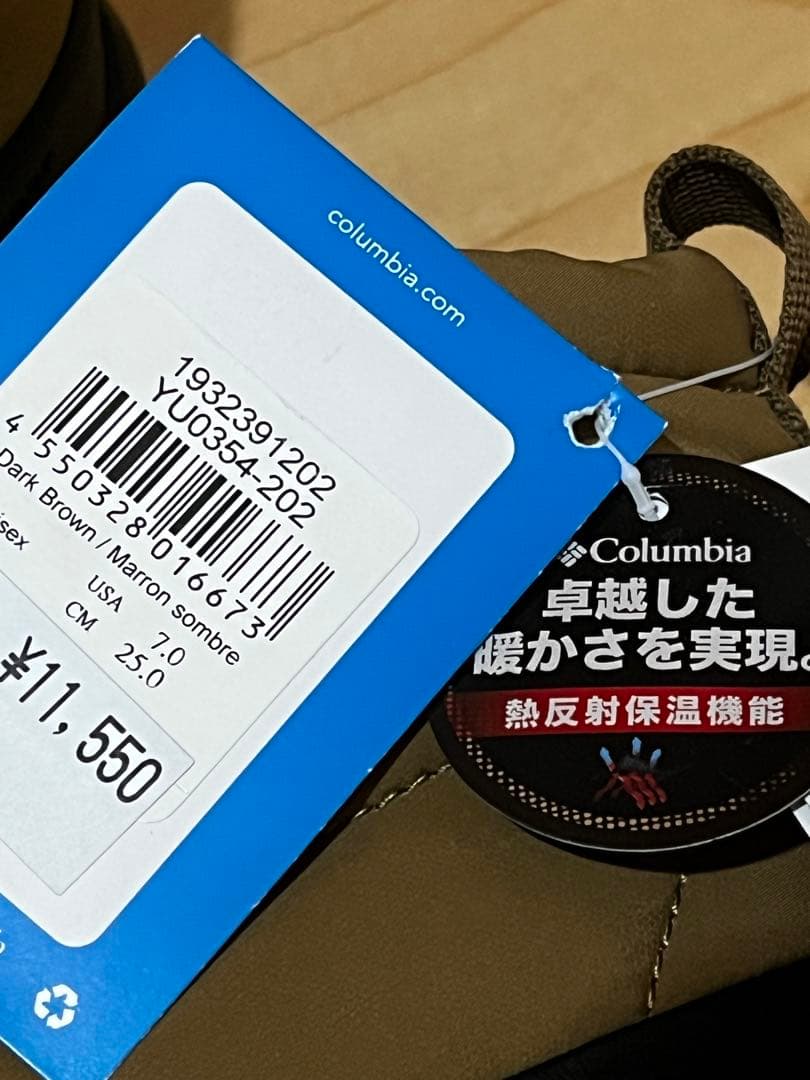 columbia.com
1932391202
YU0354-202
4 550328 016673
Dark Brown / Marron sombre
sex
USA 7.0
CM 25.0
¥11,550
Columbia
卓越した
暖かさを実現。
熱反射保温機能